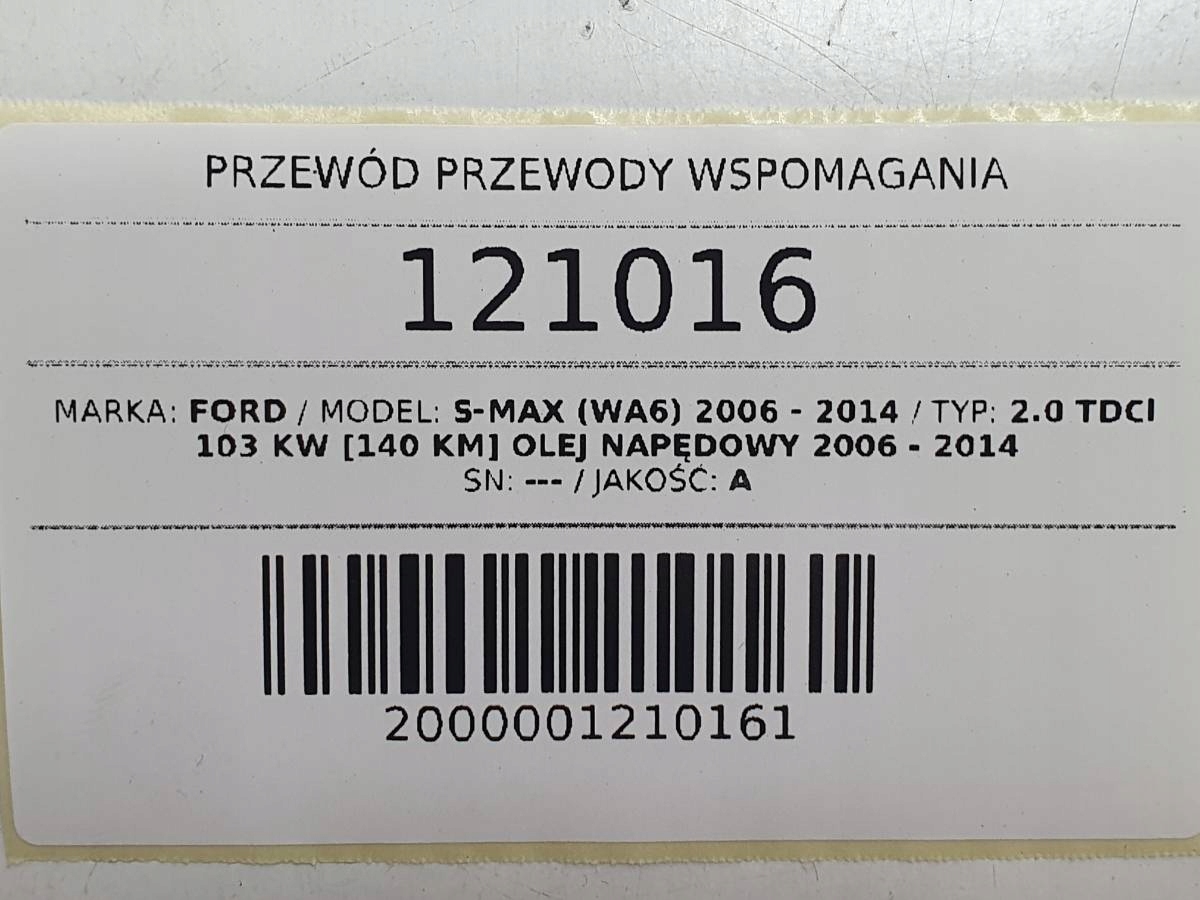 PRZEWÓD PRZEWODY WSPOMAGANIA
121016
MARKA: FORD / MODEL: S-MAX (WA6) 2006 - 2014 / TYP: 2.0 TDCI
103 KW [140 KM] OLEJ NAPĘDOWY 2006 - 2014
SN: --- / JAKOŚĆ: A
2000001210161